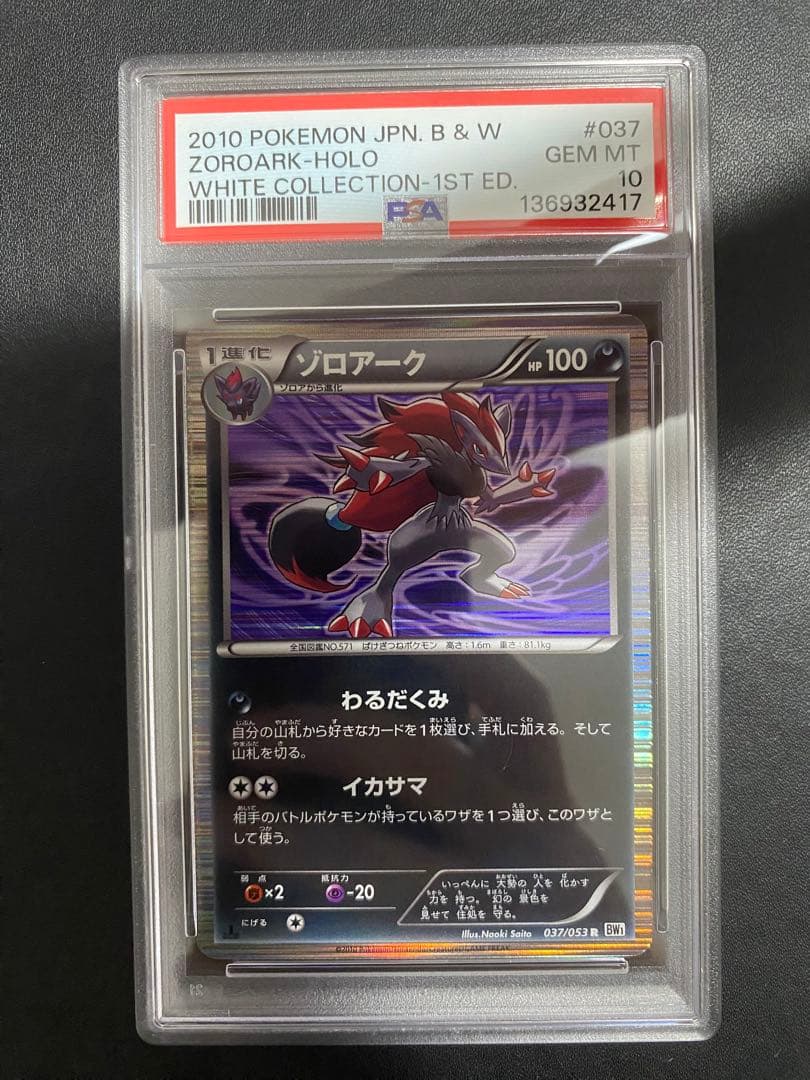 2010 POKEMON JPN. B & W #037
ZOROARK-HOLO GEM MT
WHITE COLLECTION-1ST ED. 10
PSA 136932417
1進化 ゾロアーク HP 100
ゾロアから進化
全国図鑑NO.571 ばけぎつねポケモン 高さ:1.6m 重さ:81.1kg
わるだくみ
自分の山札から好きなカードを1枚選び、手札に加える。そして
山札を切る。
イカサマ
相手のバトルポケモンが持っているワザを1つ選び、このワザと
して使う。
弱点 抵抗力
×2 -20
にげる
いっぺんに 大勢の 人を 化かす
力を 持つ。 幻の 景色を
見せて 住処を 守る。
Illus.Naoki Saito 037/053 R BW1